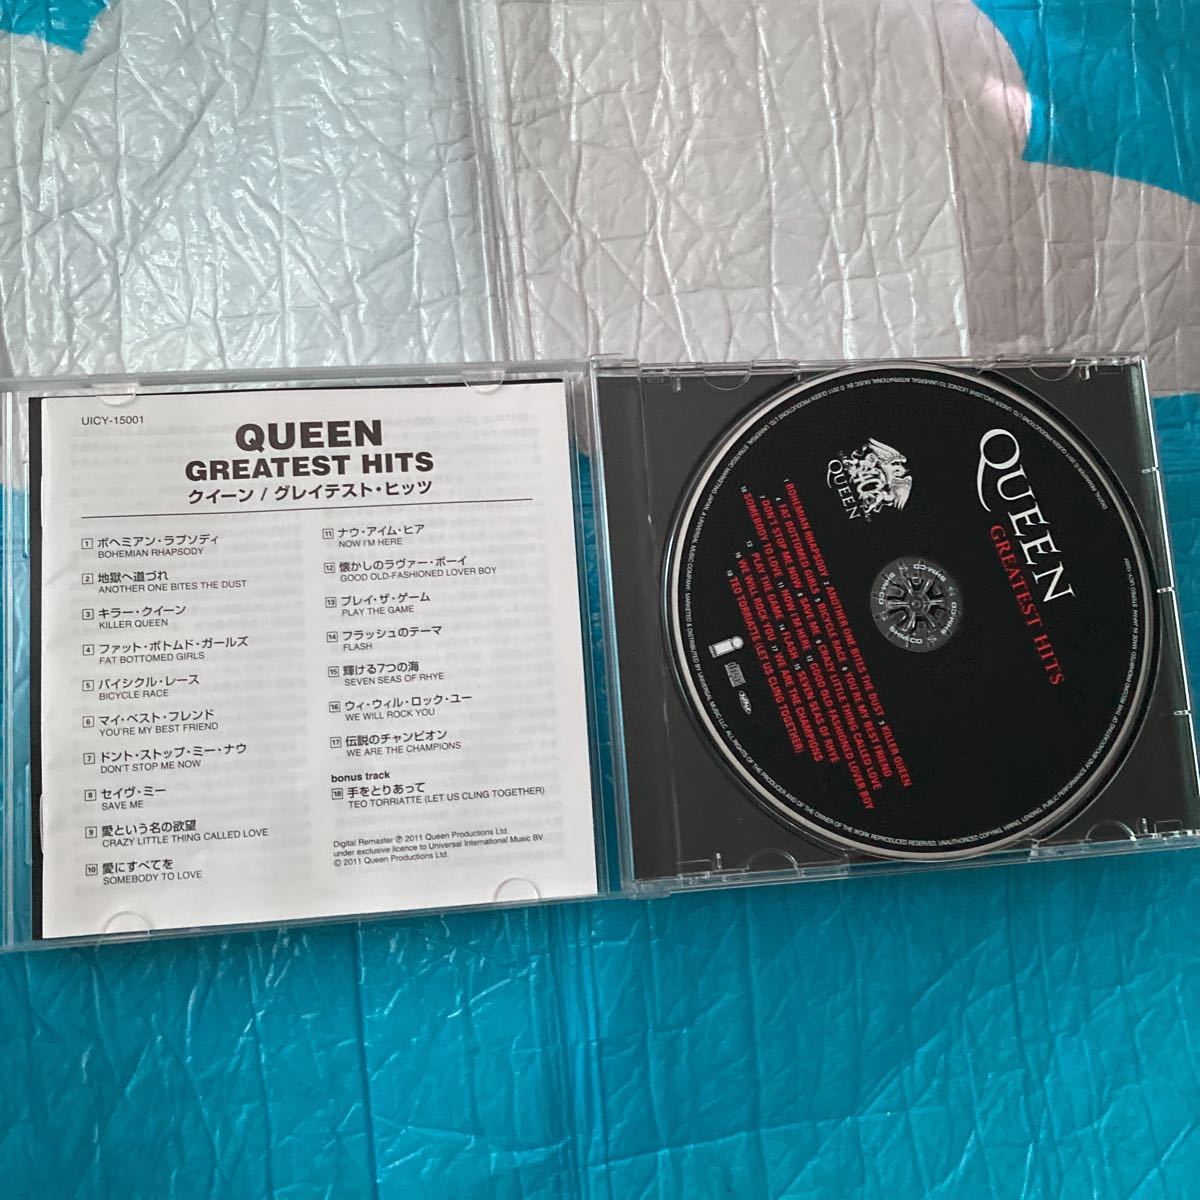 UICY-15001
QUEEN
GREATEST HITS
クイーン / グレイテスト・ヒッツ
1 ボヘミアン・ラプソディ
BOHEMIAN RHAPSODY
2 地獄へ道づれ
ANOTHER ONE BITES THE DUST
3 キラー・クイーン
KILLER QUEEN
4 ファット・ボトムド・ガールズ
FAT BOTTOMED GIRLS
5 バイシクル・レース
BICYCLE RACE
6 マイ・ベスト・フレンド
YOU'RE MY BEST FRIEND
7 ドント・ストップ・ミー・ナウ
DON'T STOP ME NOW
8 セイヴ・ミー
SAVE ME
9 愛という名の欲望
CRAZY LITTLE THING CALLED LOVE
10 愛にすべてを
SOMEBODY TO LOVE
11 ナウ・アイム・ヒア
NOW I'M HERE
12 懐かしのラヴァー・ボーイ
GOOD OLD-FASHIONED LOVER BOY
13 プレイ・ザ・ゲーム
PLAY THE GAME
14 フラッシュのテーマ
FLASH
15 輝ける7つの海
SEVEN SEAS OF RHYE
16 ウィ・ウィル・ロック・ユー
WE WILL ROCK YOU
17 伝説のチャンピオン
WE ARE THE CHAMPIONS
bonus track
18 手をとりあって
TEO TORRIATTE (LET US CLING TOGETHER)
Digital Remaster ℗ 2011 Queen Productions Ltd.
under exclusive licence to Universal International Music BV
© 2011 Queen Productions Ltd.
QUEEN
GREATEST HITS
QUEEN
1 BOHEMIAN RHAPSODY 2 ANOTHER ONE BITES THE DUST 3 KILLER QUEEN
4 FAT BOTTOMED GIRLS 5 BICYCLE RACE 6 YOU'RE MY BEST FRIEND
7 DON'T STOP ME NOW 8 SAVE ME 9 CRAZY LITTLE THING CALLED LOVE
10 SOMEBODY TO LOVE 11 NOW I'M HERE 12 GOOD OLD-FASHIONED LOVER BOY
13 PLAY THE GAME 14 FLASH 15 SEVEN SEAS OF RHYE
16 WE WILL ROCK YOU 17 WE ARE THE CHAMPIONS
18 TEO TORRIATTE (LET US CLING TOGETHER)
SHM-CD
SHM-CD
SHM-CD